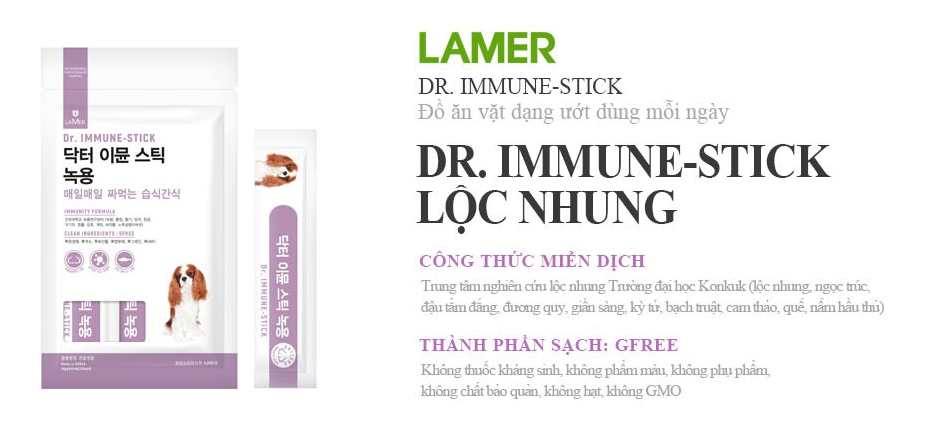 LAMER
Dr. IMMUNE-STICK
닥터 이뮨 스틱
녹용
매일매일 짜먹는 습식간식
IMMUNITY FORMULA
CLEAN INGREDIENTS: 6FREE
닥터 이뮨 스틱 녹용
Dr. IMMUNE-STICK
LAMER
DR. IMMUNE-STICK
Đồ ăn vặt dạng ướt dùng mỗi ngày
DR. IMMUNE-STICK
LỘC NHUNG
CÔNG THỨC MIỄN DỊCH
Trung tâm nghiên cứu lộc nhung Trường đại học Konkuk (lộc nhung, ngọc trúc,
đậu tằm đắng, đương quy, giần sàng, kỳ tử, bạch truật, cam thảo, quế, nấm hầu thủ)
THÀNH PHẦN SẠCH: GFREE
Không thuốc kháng sinh, không phẩm màu, không phụ phẩm,
không chất bảo quản, không hạt, không GMO